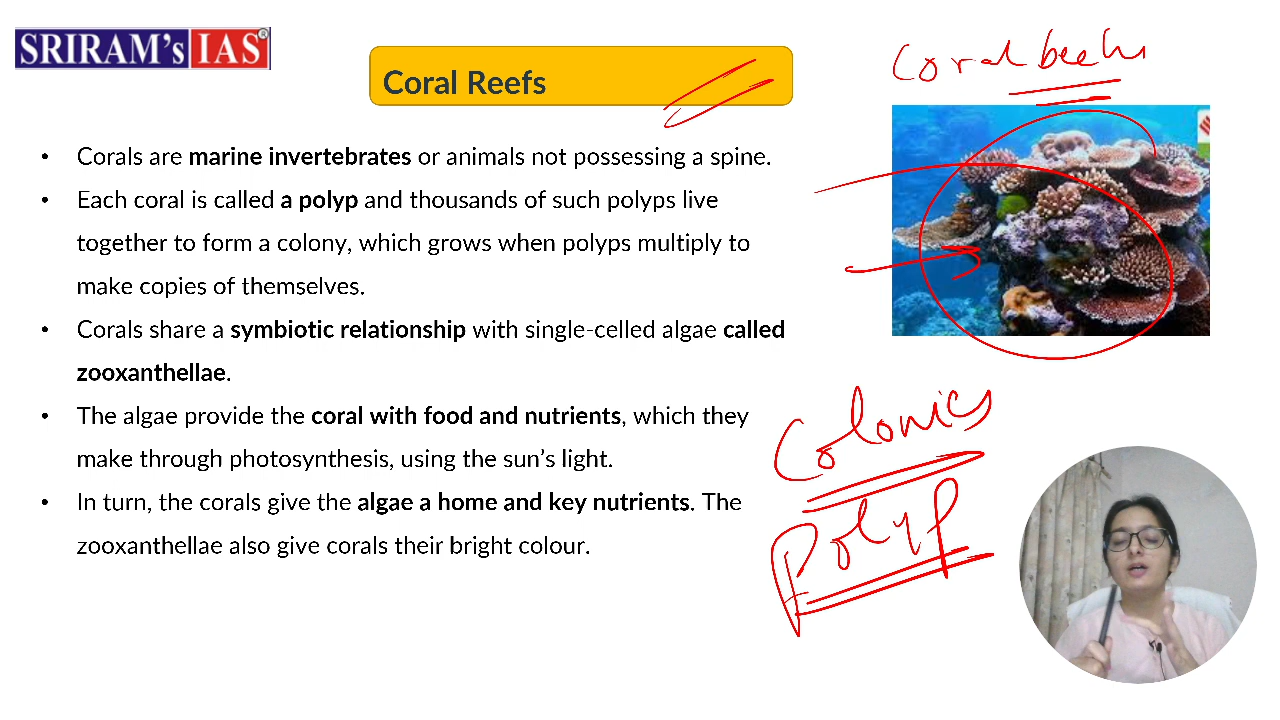 SRIRAM's IAS
Coral Reefs
Coral
• Corals are marine invertebrates or animals not possessing a spine.
• Each coral is called a polyp and thousands of such polyps live
together to form a colony, which grows when polyps multiply to
make copies of themselves.
• Corals share a symbiotic relationship with single-celled algae called
zooxanthellae.
• The algae provide the coral with food and nutrients, which they
make through photosynthesis, using the sun's light.
• In turn, the corals give the algae a home and key nutrients. The
zooxanthellae also give corals their bright colour.
Colonies
Polyp